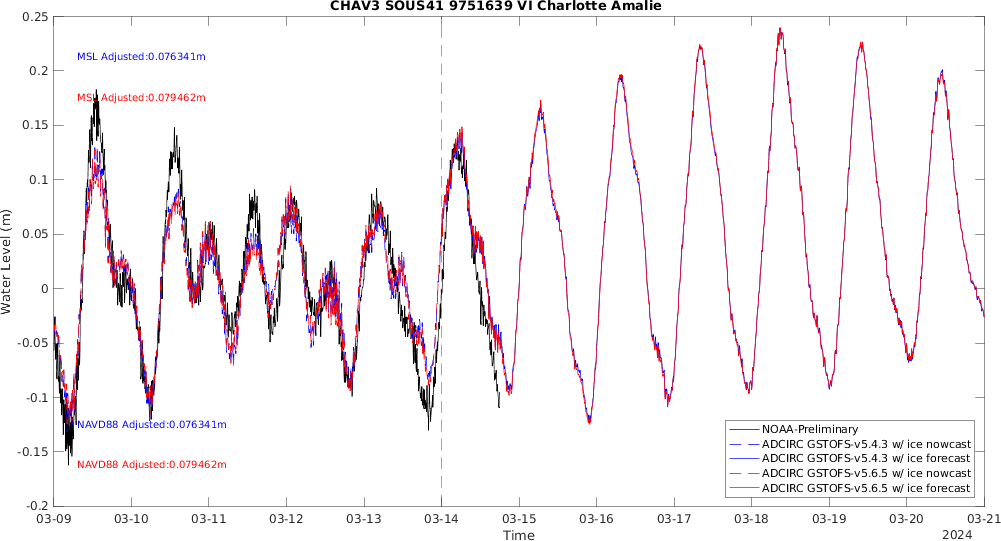 CHAV3 SOUS41 9751639 VI Charlotte Amalie
0.25
0.2
0.15
0.1
0.05
0
-0.05
-0.1
-0.15
-0.2
Water Level (m)
MSL Adjusted:0.076341m
MSL Adjusted:0.079462m
NAVD88 Adjusted:0.076341m
NAVD88 Adjusted:0.079462m
NOAA-Preliminary
ADCIRC GSTOFS-v5.4.3 w/ ice nowcast
ADCIRC GSTOFS-v5.4.3 w/ ice forecast
ADCIRC GSTOFS-v5.6.5 w/ ice nowcast
ADCIRC GSTOFS-v5.6.5 w/ ice forecast
03-09 03-10 03-11 03-12 03-13 03-14 03-15 03-16 03-17 03-18 03-19 03-20 03-21
Time
2024